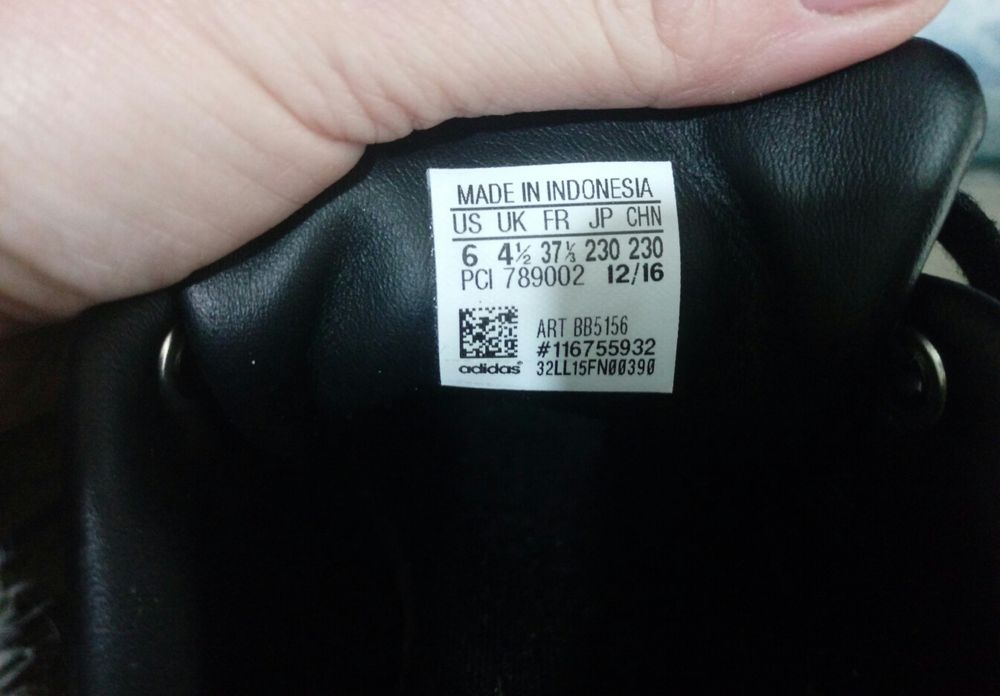 MADE IN INDONESIA
US UK FR JP CHN
6 4½ 37⅓ 230 230
PCI 789002 12/16
ART BB5156
#116755932
adidas® 32LL15FN00390